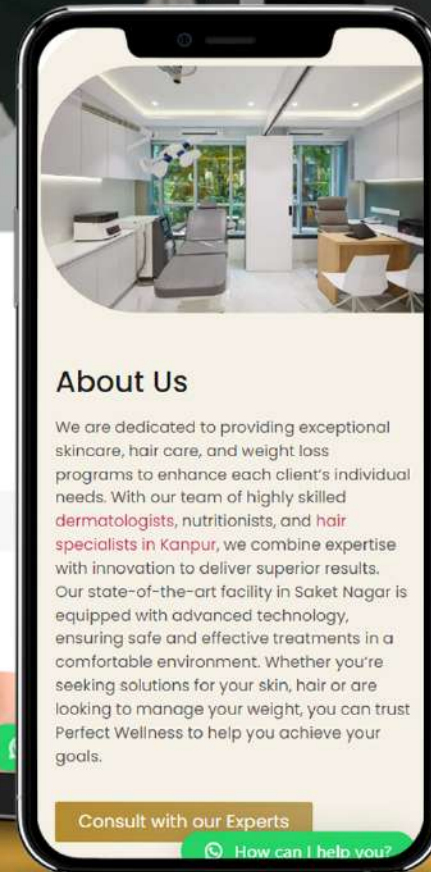 About Us
We are dedicated to providing exceptional
skincare, hair care, and weight loss
programs to enhance each client's individual
needs. With our team of highly skilled
dermatologists, nutritionists, and hair
specialists in Kanpur, we combine expertise
with innovation to deliver superior results.
Our state-of-the-art facility in Saket Nagar is
equipped with advanced technology,
ensuring safe and effective treatments in a
comfortable environment. Whether you're
seeking solutions for your skin, hair or are
looking to manage your weight, you can trust
Perfect Wellness to help you achieve your
goals.
Consult with our Experts
How can I help you?